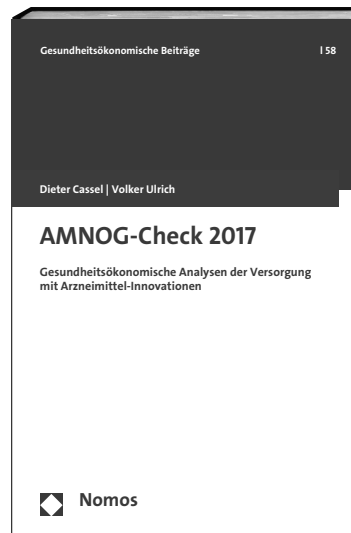 Gesundheitsökonomische Beiträge | 58
Dieter Cassel | Volker Ulrich
AMNOG-Check 2017
Gesundheitsökonomische Analysen der Versorgung
mit Arzneimittel-Innovationen
Nomos